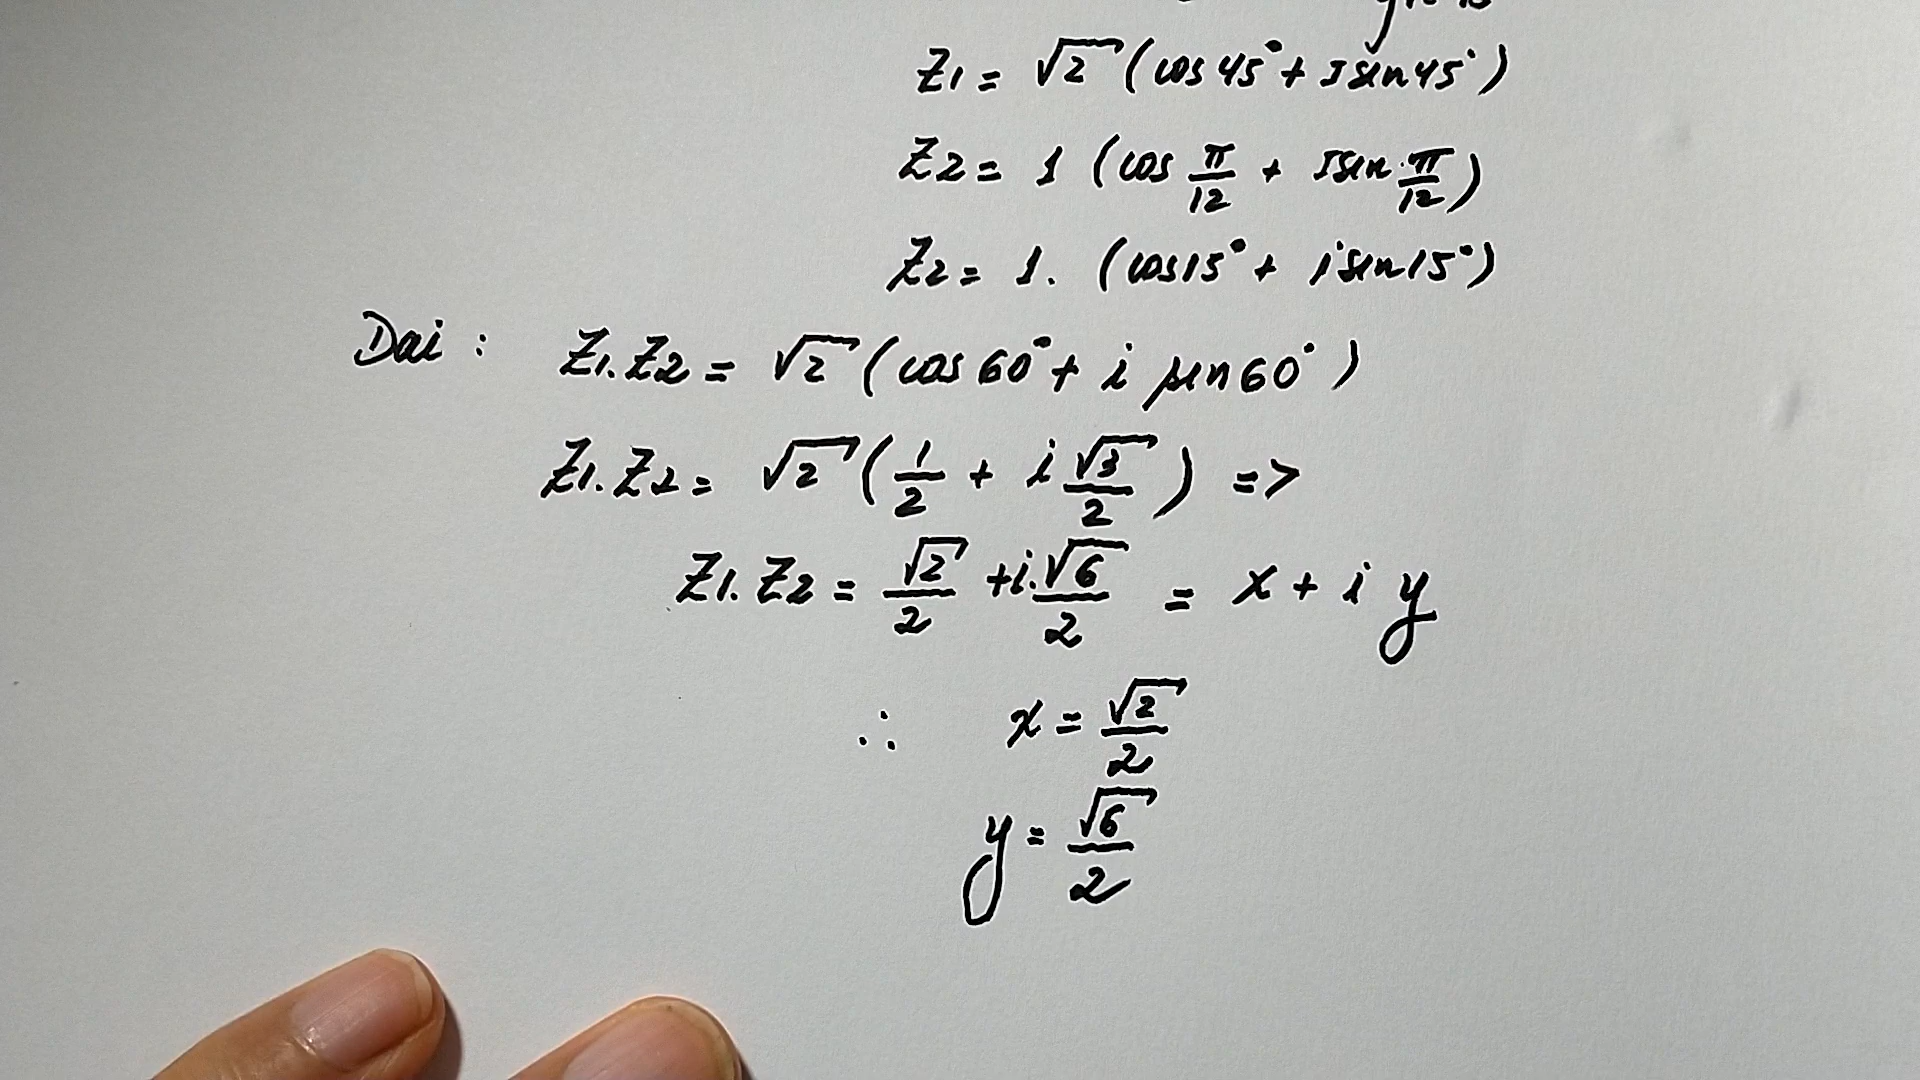 Z1 = √2 (cos 45° + I sin 45°)
Z2 = 1 (cos π/12 + I sin π/12)
Z2 = 1. (cos 15° + i sin 15°)
Dai : Z1.Z2 = √2 (cos 60° + i sin 60°)
Z1.Z2 = √2 (1/2 + i √3/2) =>
Z1.Z2 = √2/2 + i.√6/2 = x + i y
∴ x = √2/2
y = √6/2